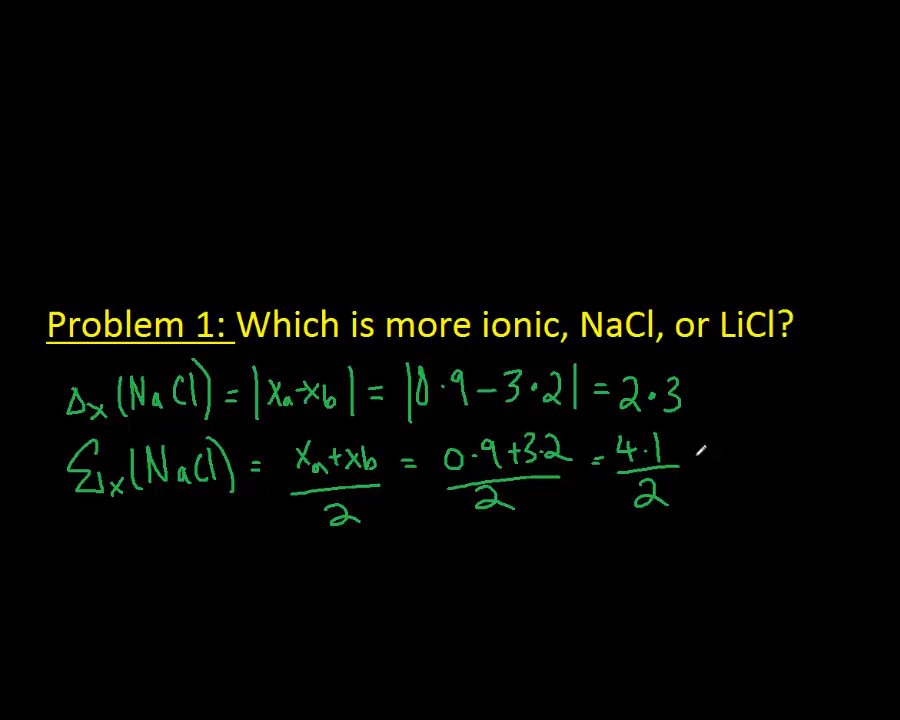 Problem 1: Which is more ionic, NaCl, or LiCl?
Δx (NaCl) = |xa-xb| = |0.9 - 3.2| = 2.3
Σx (NaCl) = xa+xb/2 = 0.9+3.2/2 = 4.1/2